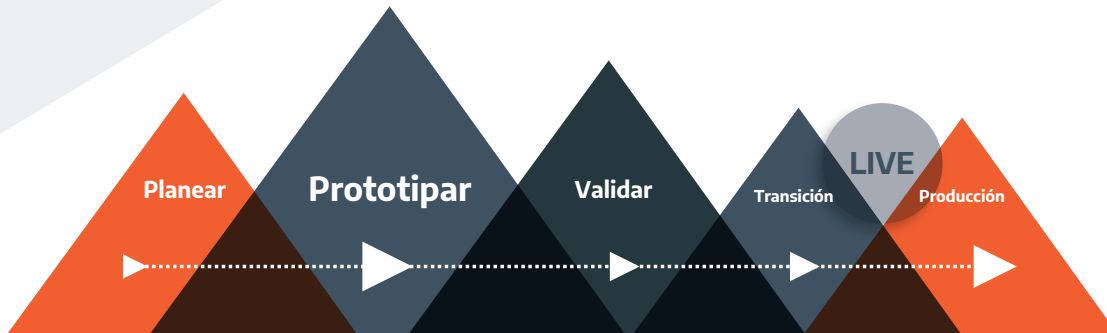 Planear
Prototipar
Validar
Transición
LIVE
Producción